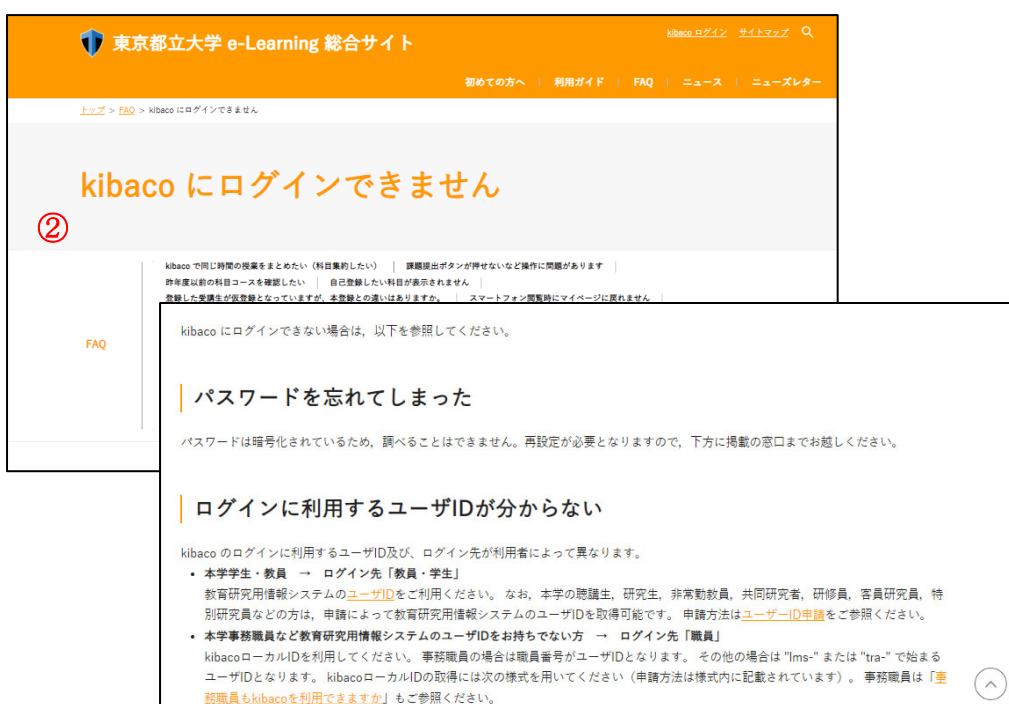 東京都立大学 e-Learning 総合サイト
kibaco ログイン サイトマップ
初めての方へ 利用ガイド FAQ ニュース ニューズレター
トップ > FAQ > kibaco にログインできません
kibaco にログインできません
②
kibaco で同じ時間の授業をまとめたい（科目集約したい） 課題提出ボタンが押せないなど操作に問題があります
昨年度以前の科目コースを確認したい 自己登録したい科目が表示されません
登録した受講生が仮登録となっていますが、本登録との違いはありますか。 スマートフォン閲覧時にマイページに戻れません
FAQ
kibaco にログインできない場合は，以下を参照してください。
パスワードを忘れてしまった
パスワードは暗号化されているため，調べることはできません。再設定が必要となりますので，下方に掲載の窓口までお越しください。
ログインに利用するユーザIDが分からない
kibaco のログインに利用するユーザID及び、ログイン先が利用者によって異なります。
• 本学学生・教員 → ログイン先「教員・学生」
教育研究用情報システムのユーザIDをご利用ください。 なお，本学の聴講生，研究生，非常勤教員，共同研究者，研修員，客員研究員，特
別研究員などの方は，申請によって教育研究用情報システムのユーザIDを取得可能です。 申請方法はユーザーID申請をご参照ください。
• 本学事務職員など教育研究用情報システムのユーザIDをお持ちでない方 → ログイン先「職員」
kibacoローカルIDを利用してください。 事務職員の場合は職員番号がユーザIDとなります。 その他の場合は "lms-" または "tra-" で始まる
ユーザIDとなります。 kibacoローカルIDの取得には次の様式を用いてください（申請方法は様式内に記載されています）。 事務職員は「事
務職員もkibacoを利用できますか」もご参照ください。